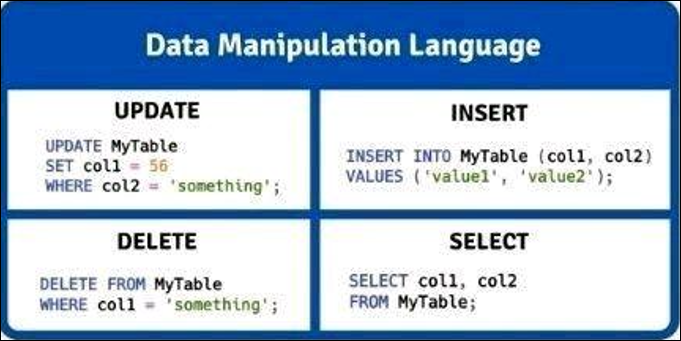 Data Manipulation Language
UPDATE
UPDATE MyTable
SET col1 = 56
WHERE col2 = 'something';
INSERT
INSERT INTO MyTable (col1, col2)
VALUES ('value1', 'value2');
DELETE
DELETE FROM MyTable
WHERE col1 = 'something';
SELECT
SELECT col1, col2
FROM MyTable;